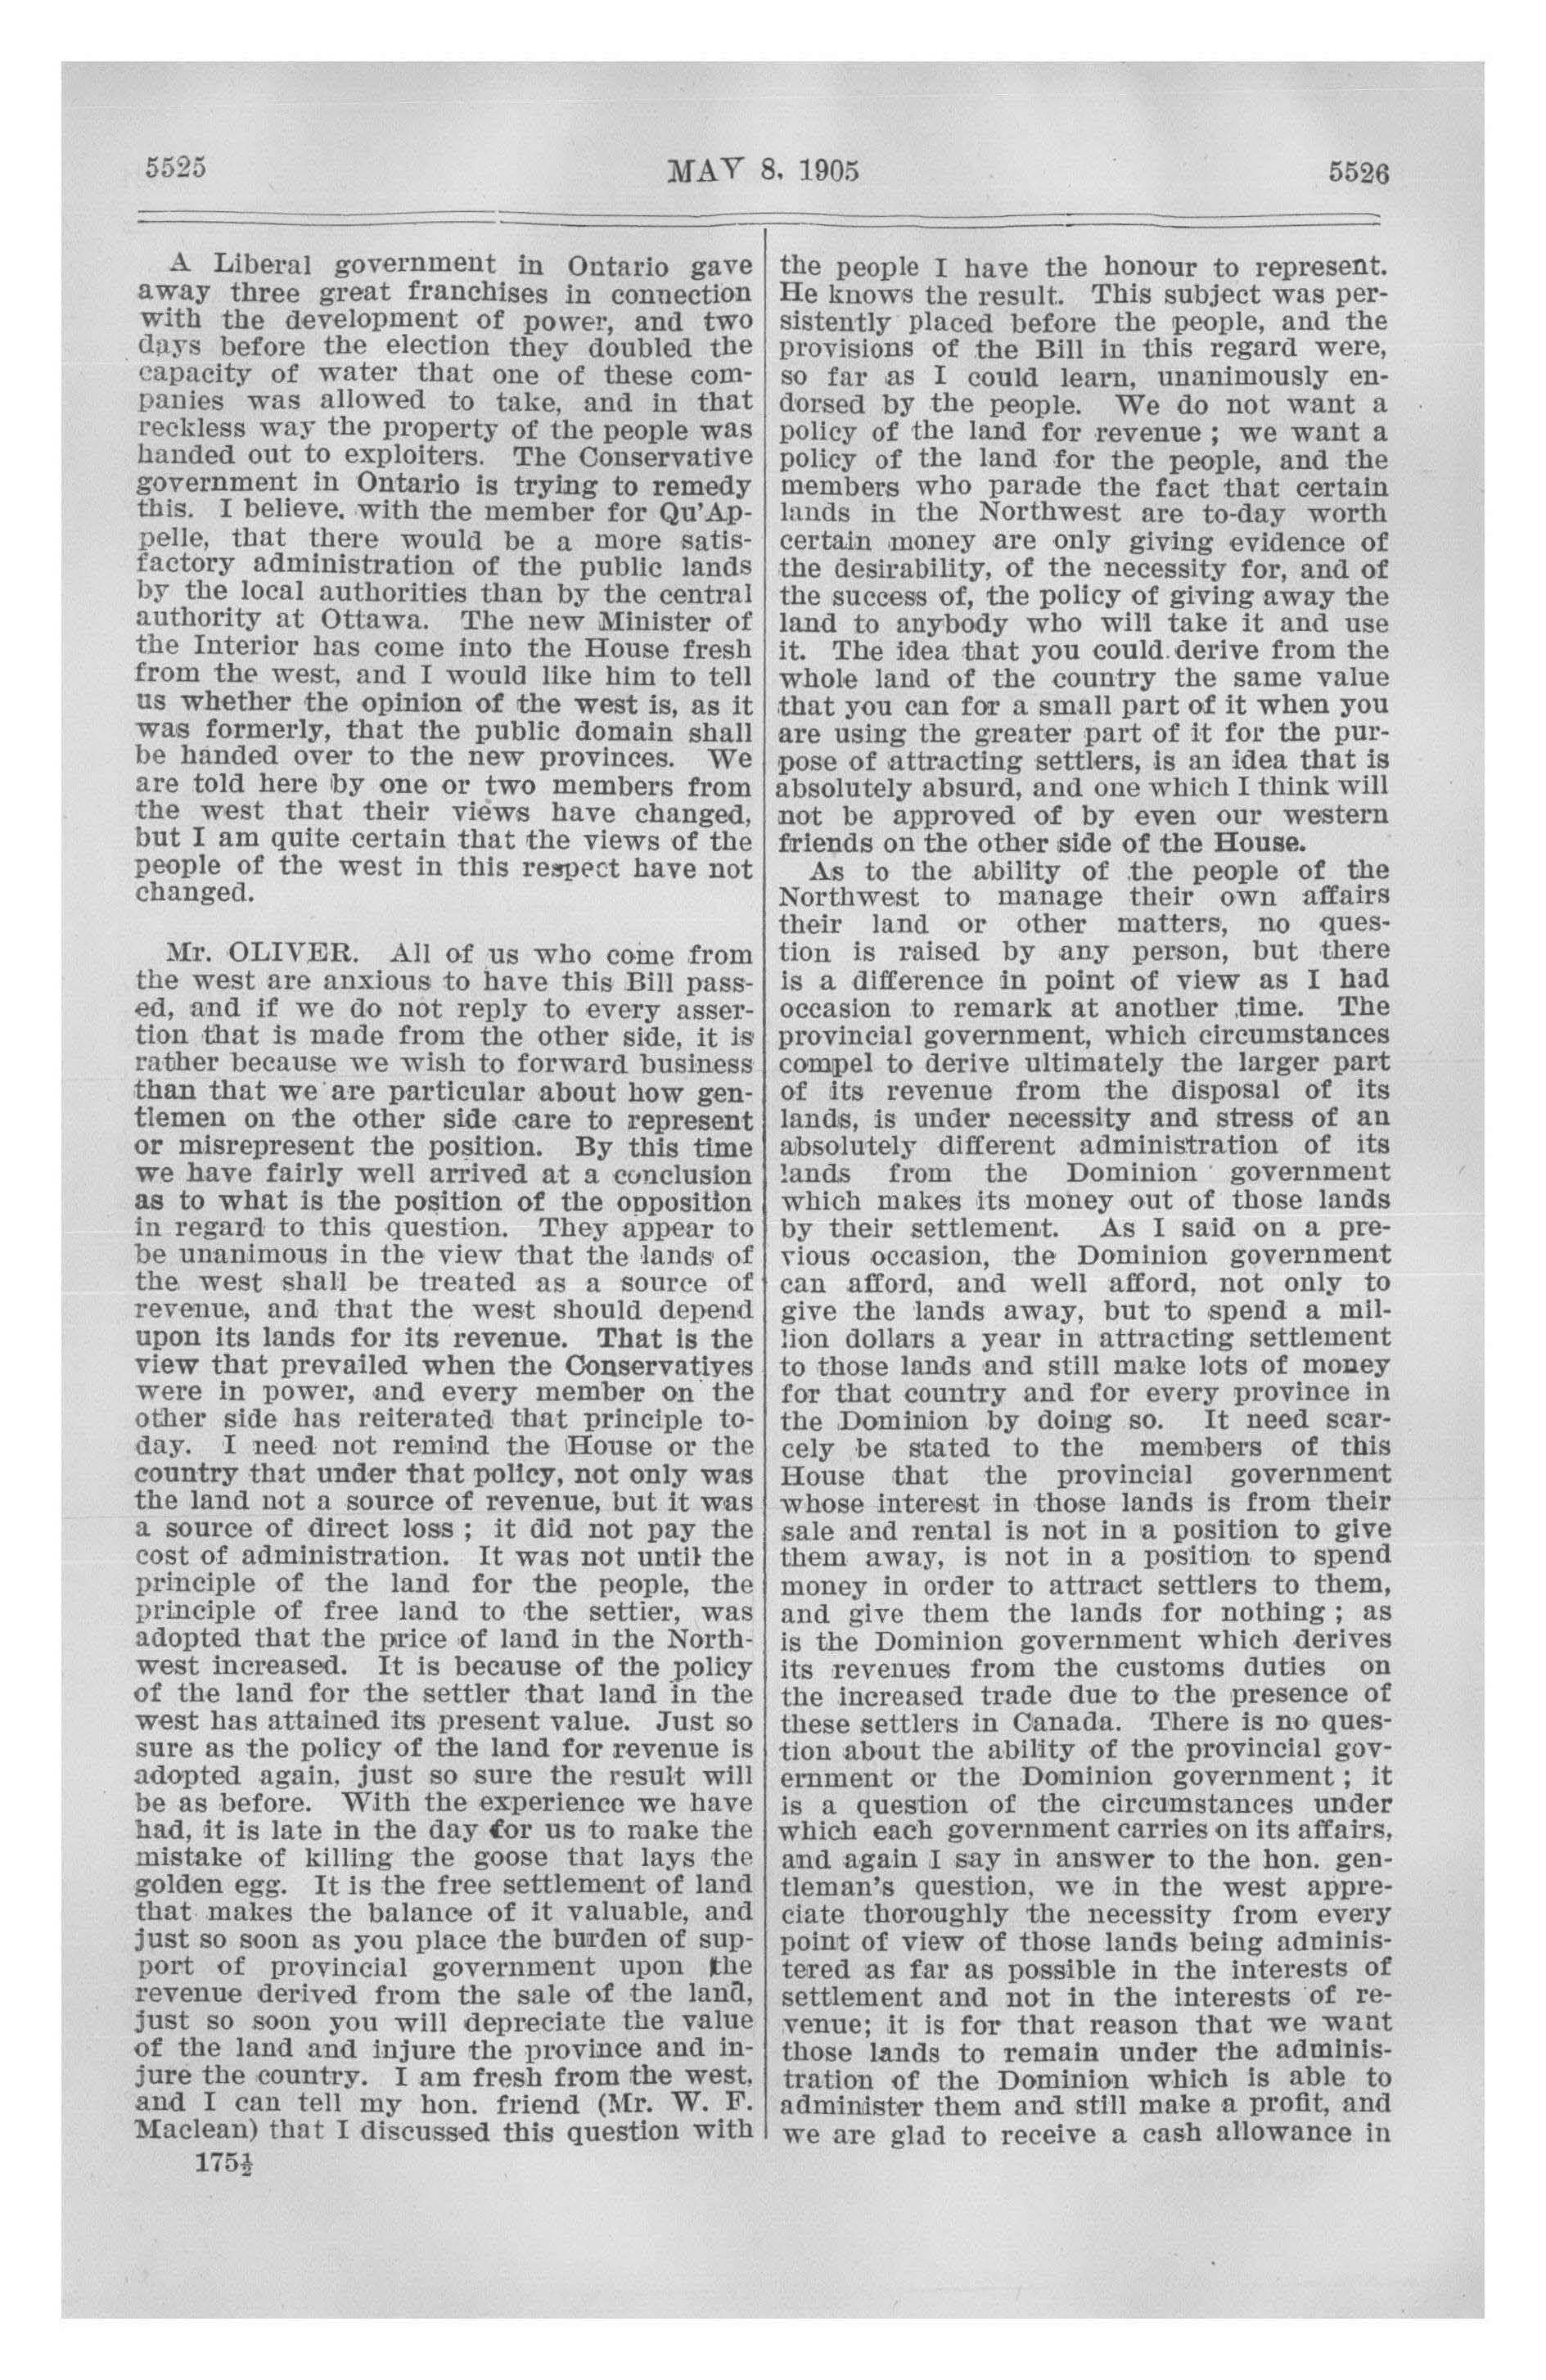 5525
MAY 8, 1905
5526
A Liberal government in Ontario gave
away three great franchises in connection
with the development of power, and two
days before the election they doubled the
capacity of water that one of these com-
panies was allowed to take, and in that
reckless way the property of the people was
handed out to exploiters. The Conservative
government in Ontario is trying to remedy
this. I believe, with the member for Qu'Ap-
pelle, that there would be a more satis-
factory administration of the public lands
by the local authorities than by the central
authority at Ottawa. The new Minister of
the Interior has come into the House fresh
from the west, and I would like him to tell
us whether the opinion of the west is, as it
was formerly, that the public domain shall
be handed over to the new provinces. We
are told here by one or two members from
the west that their views have changed,
but I am quite certain that the views of the
people of the west in this respect have not
changed.
Mr. OLIVER. All of us who come from
the west are anxious to have this Bill pass-
ed, and if we do not reply to every asser-
tion that is made from the other side, it is
rather because we wish to forward business
than that we are particular about how gen-
tlemen on the other side care to represent
or misrepresent the position. By this time
we have fairly well arrived at a conclusion
as to what is the position of the opposition
in regard to this question. They appear to
be unanimous in the view that the lands of
the west shall be treated as a source of
revenue, and that the west should depend
upon its lands for its revenue. That is the
view that prevailed when the Conservatives
were in power, and every member on the
other side has reiterated that principle to-
day. I need not remind the House or the
country that under that policy, not only was
the land not a source of revenue, but it was
a source of direct loss ; it did not pay the
cost of administration. It was not until the
principle of the land for the people, the
principle of free land to the settier, was
adopted that the price of land in the North-
west increased. It is because of the policy
of the land for the settler that land in the
west has attained its present value. Just so
sure as the policy of the land for revenue is
adopted again, just so sure the result will
be as before. With the experience we have
had, it is late in the day for us to make the
mistake of killing the goose that lays the
golden egg. It is the free settlement of land
that makes the balance of it valuable, and
just so soon as you place the burden of sup-
port of provincial government upon the
revenue derived from the sale of the land,
just so soon you will depreciate the value
of the land and injure the province and in-
jure the country. I am fresh from the west,
and I can tell my hon. friend (Mr. W. F.
Maclean) that I discussed this question with
175½
the people I have the honour to represent.
He knows the result. This subject was per-
sistently placed before the people, and the
provisions of the Bill in this regard were,
so far as I could learn, unanimously en-
dorsed by the people. We do not want a
policy of the land for revenue ; we want a
policy of the land for the people, and the
members who parade the fact that certain
lands in the Northwest are to-day worth
certain money are only giving evidence of
the desirability, of the necessity for, and of
the success of, the policy of giving away the
land to anybody who will take it and use
it. The idea that you could derive from the
whole land of the country the same value
that you can for a small part of it when you
are using the greater part of it for the pur-
pose of attracting settlers, is an idea that is
absolutely absurd, and one which I think will
not be approved of by even our western
friends on the other side of the House.
As to the ability of the people of the
Northwest to manage their own affairs
their land or other matters, no ques-
tion is raised by any person, but there
is a difference in point of view as I had
occasion to remark at another time. The
provincial government, which circumstances
compel to derive ultimately the larger part
of its revenue from the disposal of its
lands, is under necessity and stress of an
absolutely different administration of its
lands from the Dominion government
which makes its money out of those lands
by their settlement. As I said on a pre-
vious occasion, the Dominion government
can afford, and well afford, not only to
give the lands away, but to spend a mil-
lion dollars a year in attracting settlement
to those lands and still make lots of money
for that country and for every province in
the Dominion by doing so. It need scar-
cely be stated to the members of this
House that the provincial government
whose interest in those lands is from their
sale and rental is not in a position to give
them away, is not in a position to spend
money in order to attract settlers to them,
and give them the lands for nothing ; as
is the Dominion government which derives
its revenues from the customs duties on
the increased trade due to the presence of
these settlers in Canada. There is no ques-
tion about the ability of the provincial gov-
ernment or the Dominion government ; it
is a question of the circumstances under
which each government carries on its affairs,
and again I say in answer to the hon. gen-
tleman's question, we in the west appre-
ciate thoroughly the necessity from every
point of view of those lands being adminis-
tered as far as possible in the interests of
settlement and not in the interests of re-
venue; it is for that reason that we want
those lands to remain under the adminis-
tration of the Dominion which is able to
administer them and still make a profit, and
we are glad to receive a cash allowance in